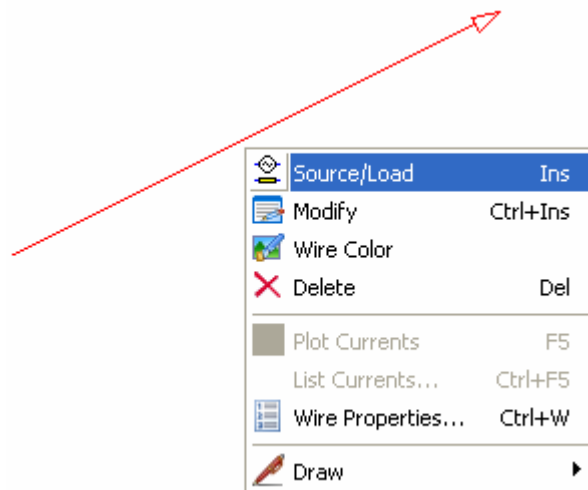 Source/Load Ins
Modify Ctrl+Ins
Wire Color
Delete Del
Plot Currents F5
List Currents... Ctrl+F5
Wire Properties... Ctrl+W
Draw